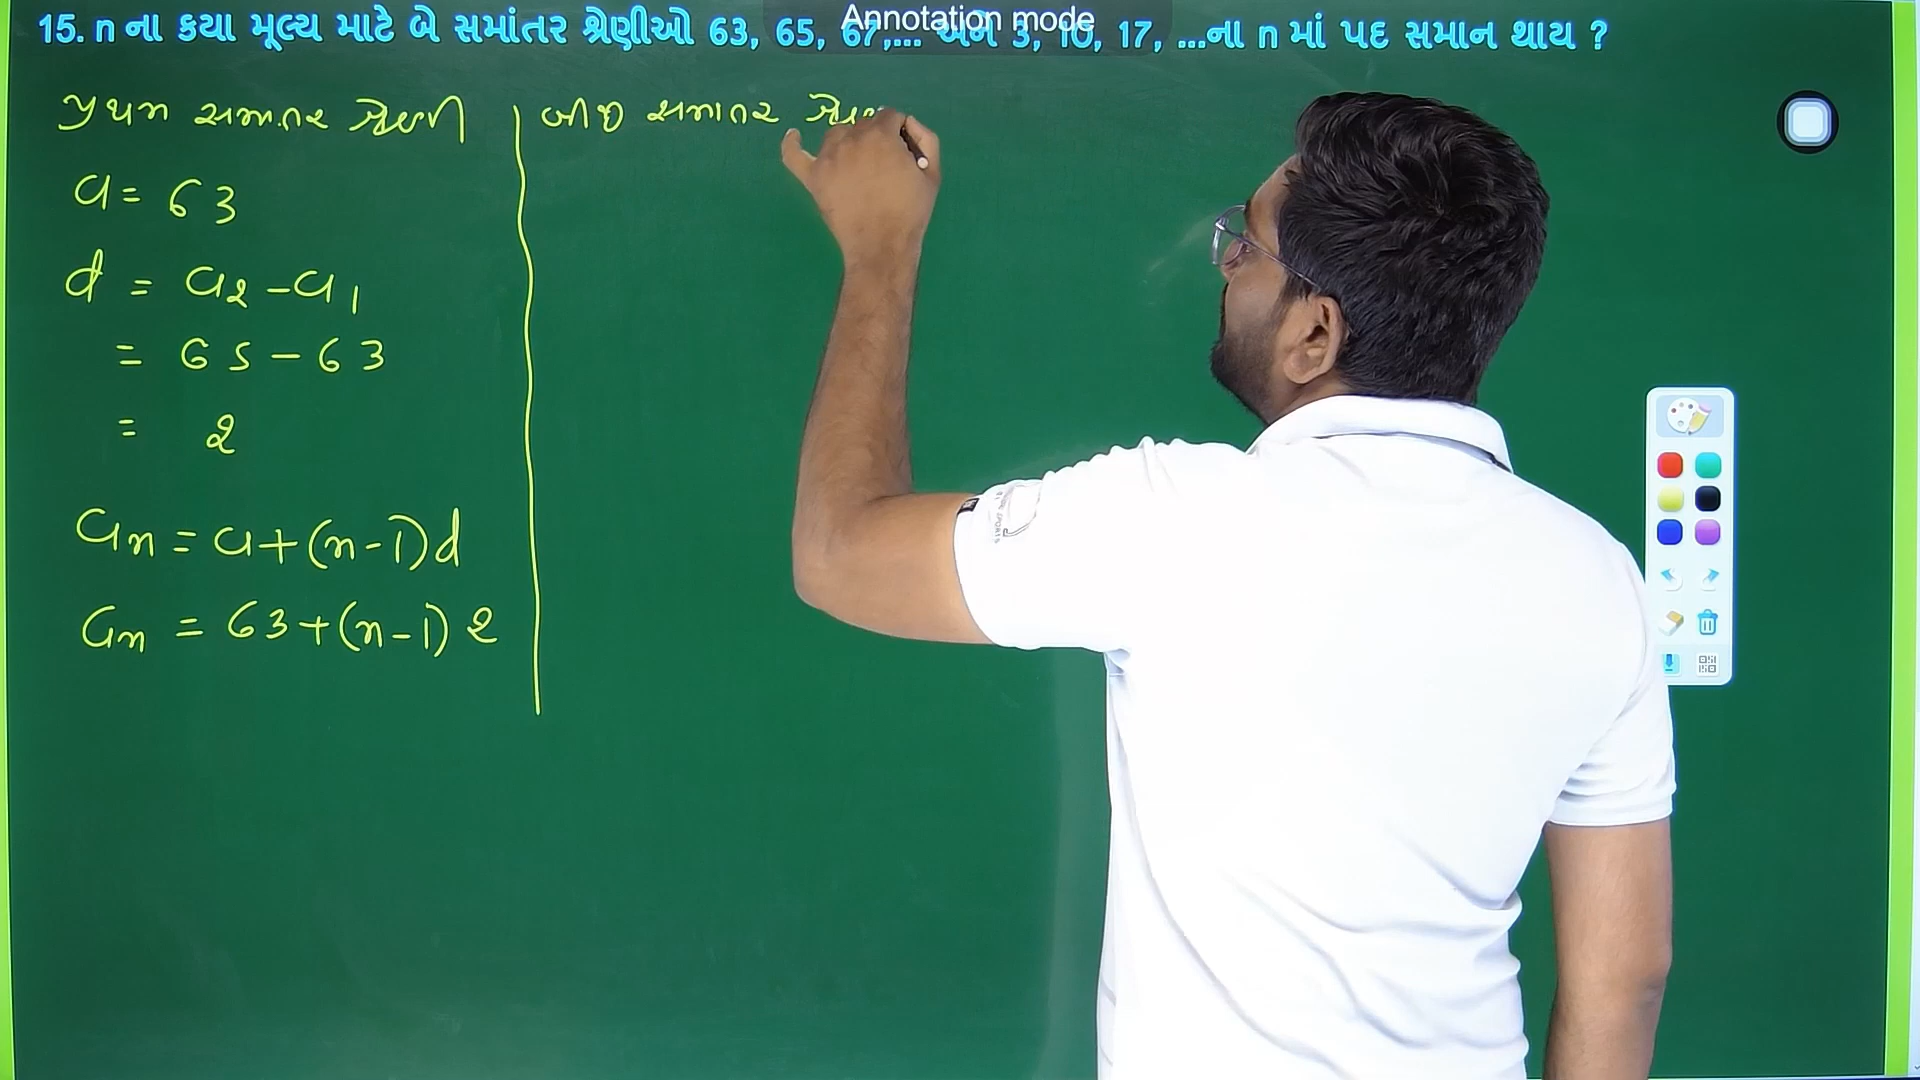 Annotation mode
15. n ના કયા મૂલ્ય માટે બે સમાંતર શ્રેણીઓ 63, 65, 67,... અને 3, 10, 17, ...ના n માં પદ સમાન થાય ?
પ્રથમ સમાંતર શ્રેણી
a = 63
d = a₂ - a₁
= 65 - 63
= 2
aₙ = a + (n-1)d
aₙ = 63 + (n-1) 2
બીજી સમાંતર